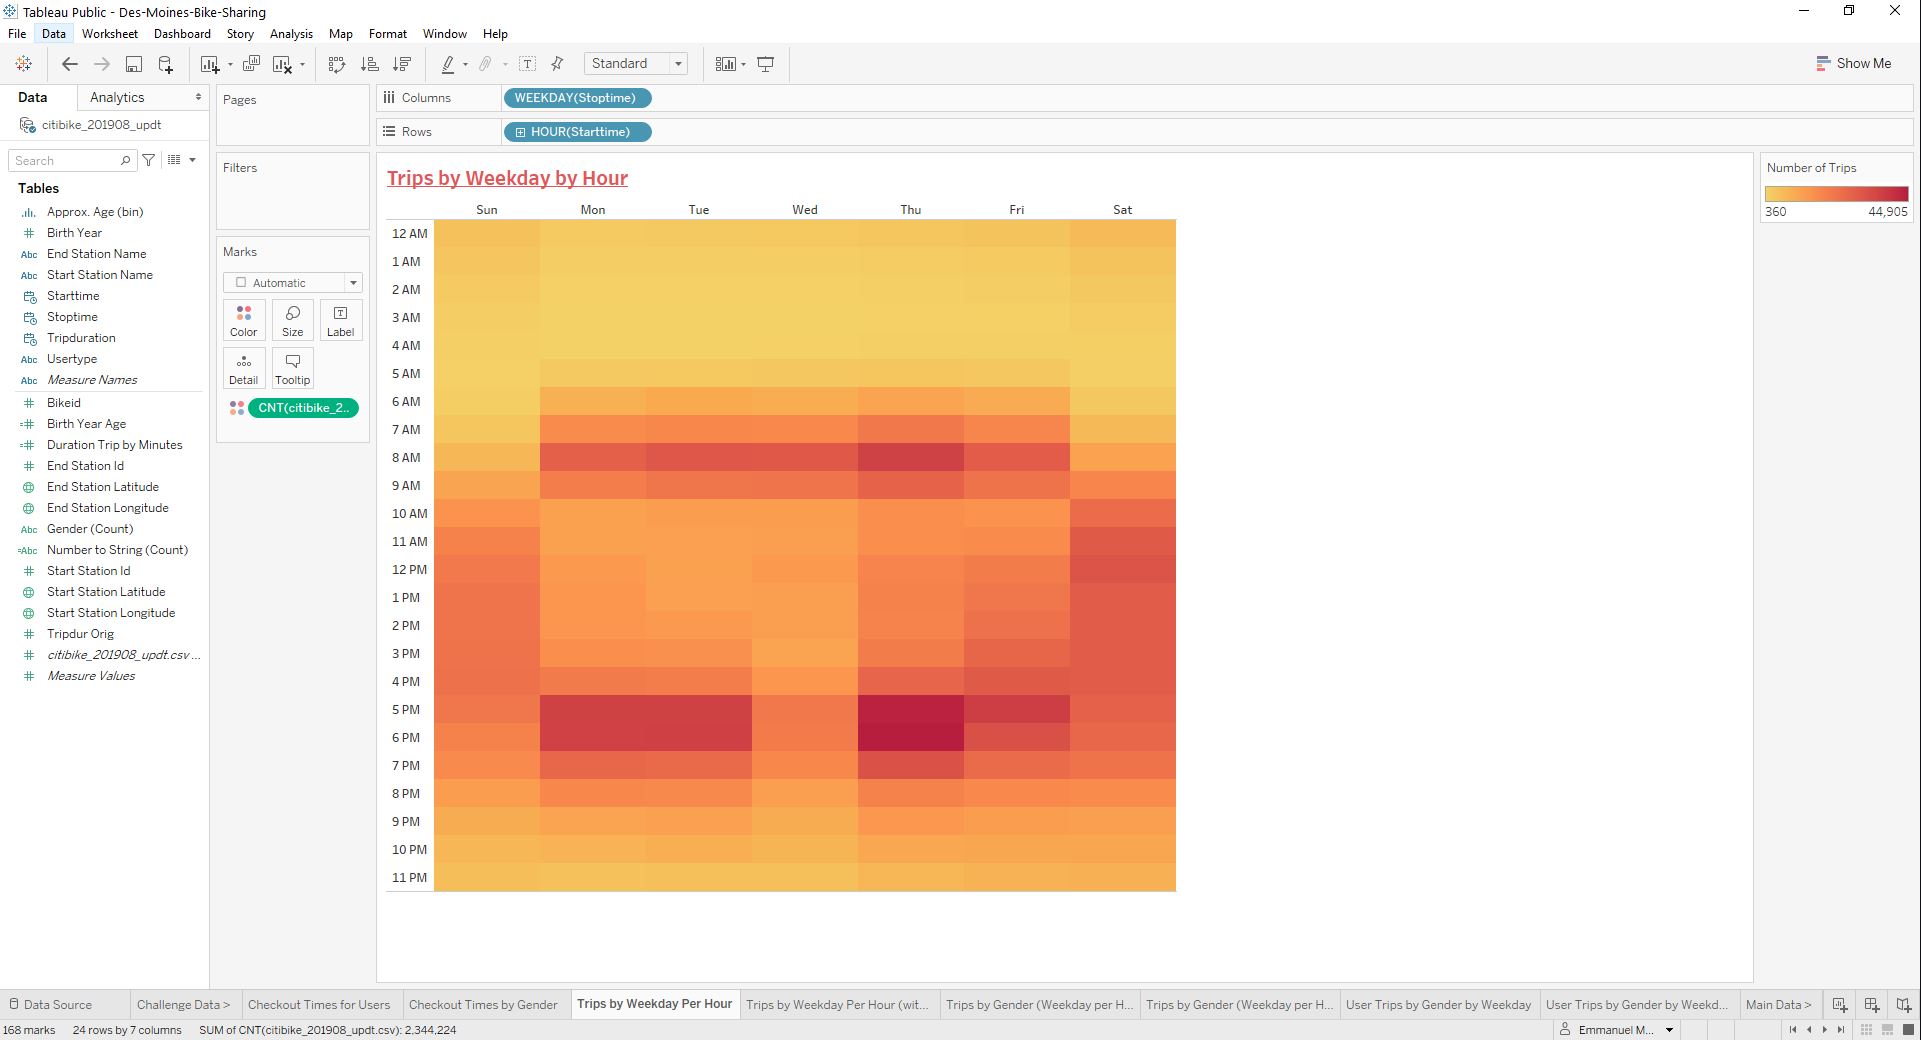 Tableau Public - Des-Moines-Bike-Sharing
File Data Worksheet Dashboard Story Analysis Map Format Window Help
Standard
Show Me
Data Analytics
citibike_201908_updt
Search
Tables
Approx. Age (bin)
Birth Year
Abc End Station Name
Abc Start Station Name
Starttime
Stoptime
Tripduration
Abc Usertype
Abc Measure Names
Bikeid
=# Birth Year Age
=# Duration Trip by Minutes
# End Station Id
End Station Latitude
End Station Longitude
Abc Gender (Count)
=Abc Number to String (Count)
# Start Station Id
Start Station Latitude
Start Station Longitude
# Tripdur Orig
# citibike_201908_updt.csv ...
# Measure Values
Pages
Filters
Marks
Automatic
Color Size Label
Detail Tooltip
CNT(citibike_2..
Columns WEEKDAY(Stoptime)
Rows HOUR(Starttime)
Trips by Weekday by Hour
Sun Mon Tue Wed Thu Fri Sat
12 AM
1 AM
2 AM
3 AM
4 AM
5 AM
6 AM
7 AM
8 AM
9 AM
10 AM
11 AM
12 PM
1 PM
2 PM
3 PM
4 PM
5 PM
6 PM
7 PM
8 PM
9 PM
10 PM
11 PM
Number of Trips
360 44,905
Data Source Challenge Data > Checkout Times for Users Checkout Times by Gender Trips by Weekday Per Hour Trips by Weekday Per Hour (wit... Trips by Gender (Weekday per H... Trips by Gender (Weekday per H... User Trips by Gender by Weekday User Trips by Gender by Weekd... Main Data >
168 marks 24 rows by 7 columns SUM of CNT(citibike_201908_updt.csv): 2,344,224 Emmanuel M...